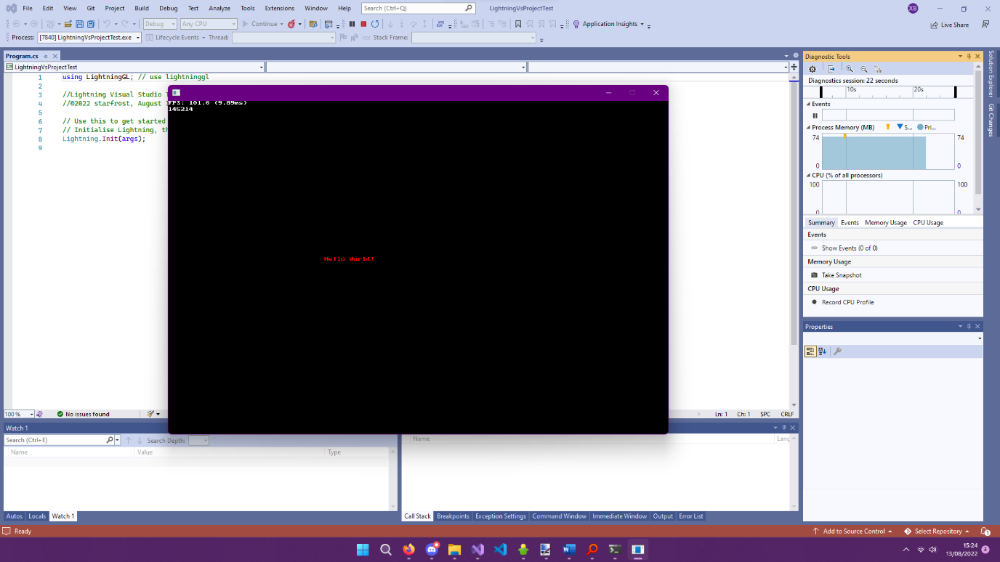 File Edit View Git Project Build Debug Test Analyze Tools Extensions Window Help Search (Ctrl+Q) LightningVsProjectTest XB
Debug Any CPU Continue Application Insights Live Share
Process: [7840] LightningVsProjectTest.exe Lifecycle Events Thread: Stack Frame:
Program.cs
LightningVsProjectTest
1 using LightningGL; // use lightninggl
2
3 //Lightning Visual Studio T
4 //©2022 starfrost, August
5
6 // Use this to get started
7 // Initialise Lightning, th
8 Lightning.Init(args);
9
FPS: 101.0 (9.89ms)
145214
Hello World!
100 % No issues found Ln: 1 Ch: 1 SPC CRLF
Watch 1
Search (Ctrl+E) Search Depth:
Name Value Type
Autos Locals Watch 1
Name Lang
Call Stack Breakpoints Exception Settings Command Window Immediate Window Output Error List
Diagnostic Tools
Diagnostics session: 22 seconds
10s 20s
Events
Process Memory (MB) S... Pri...
74 74
0 0
CPU (% of all processors)
100 100
0 0
Summary Events Memory Usage CPU Usage
Events
Show Events (0 of 0)
Memory Usage
Take Snapshot
CPU Usage
Record CPU Profile
Properties
Solution Explorer
Git Changes
Ready Add to Source Control Select Repository 1
15:24
13/08/2022 3